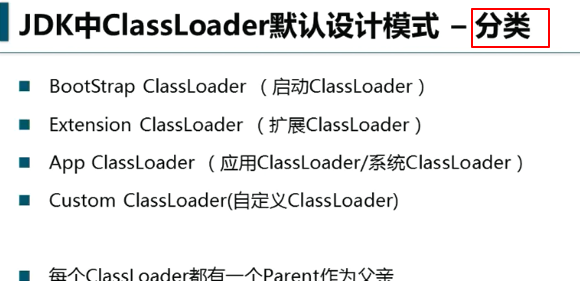 JDK中ClassLoader默认设计模式 – 分类
BootStrap ClassLoader （启动ClassLoader）
Extension ClassLoader （扩展ClassLoader）
App ClassLoader （应用ClassLoader/系统ClassLoader）
Custom ClassLoader(自定义ClassLoader)
每个ClassLoader都有一个Parent作为父亲